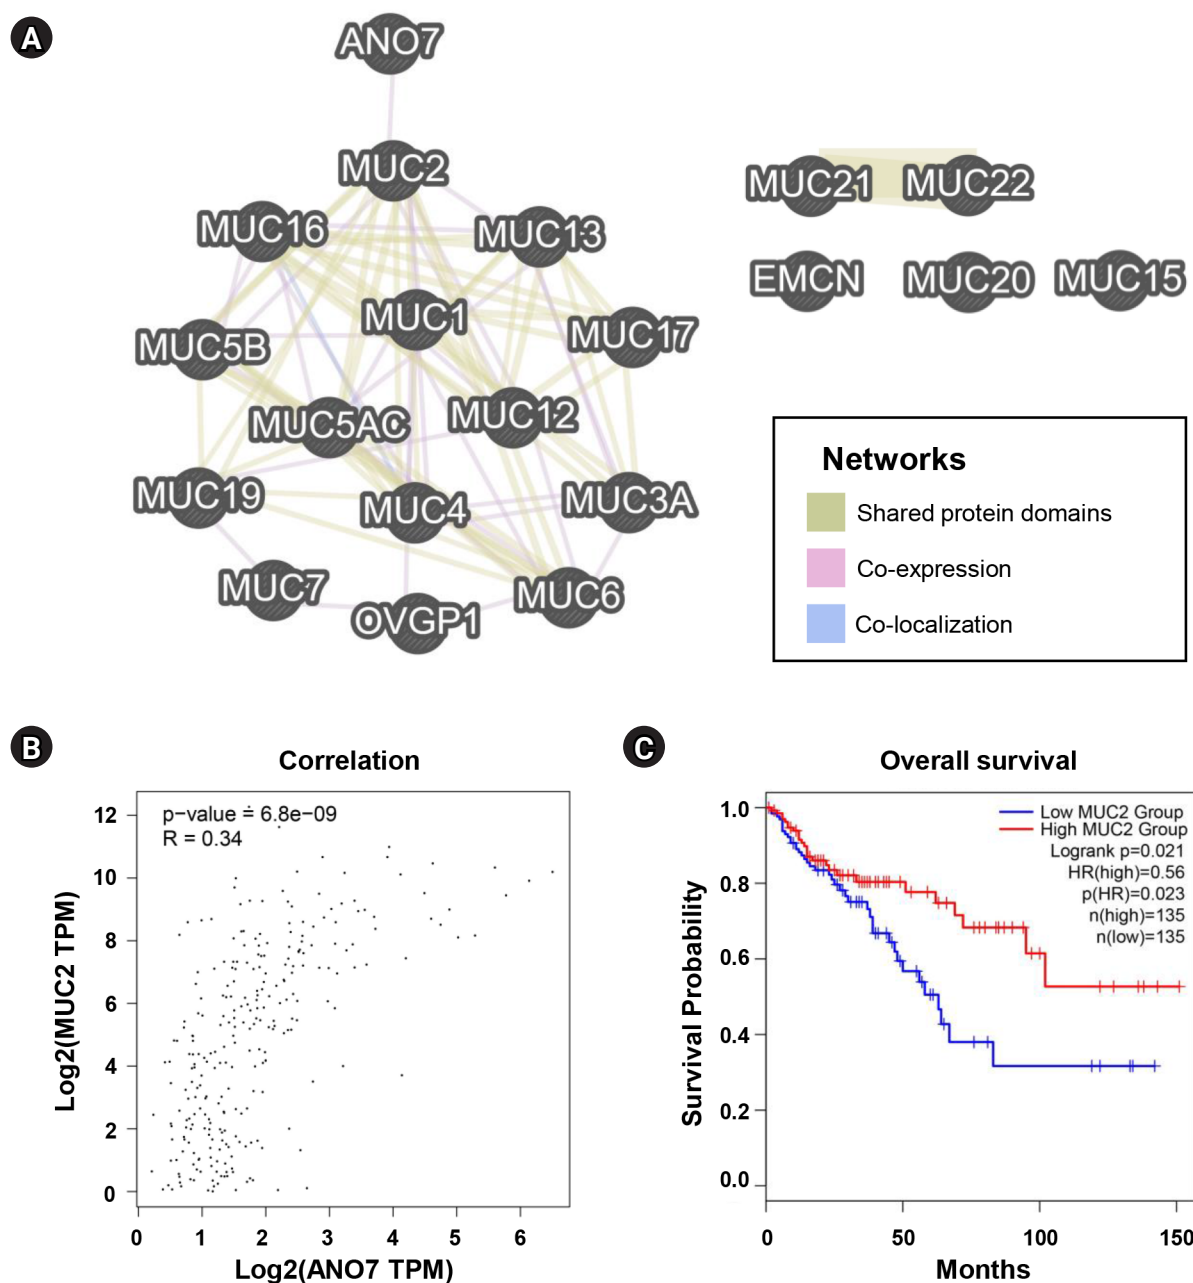 A
ANO7
MUC2
MUC16
MUC13
MUC1
MUC17
MUC5B
MUC5AC
MUC12
MUC19
MUC4
MUC3A
MUC7
OVGP1
MUC6
MUC21
MUC22
EMCN
MUC20
MUC15
Networks
Shared protein domains
Co-expression
Co-localization
B
Correlation
p−value = 6.8e−09
R = 0.34
12
10
8
6
4
2
0
Log2(MUC2 TPM)
0 1 2 3 4 5 6
Log2(ANO7 TPM)
C
Overall survival
Low MUC2 Group
High MUC2 Group
Logrank p=0.021
HR(high)=0.56
p(HR)=0.023
n(high)=135
n(low)=135
1.0
0.8
0.6
0.4
0.2
0.0
Survival Probability
0 50 100 150
Months